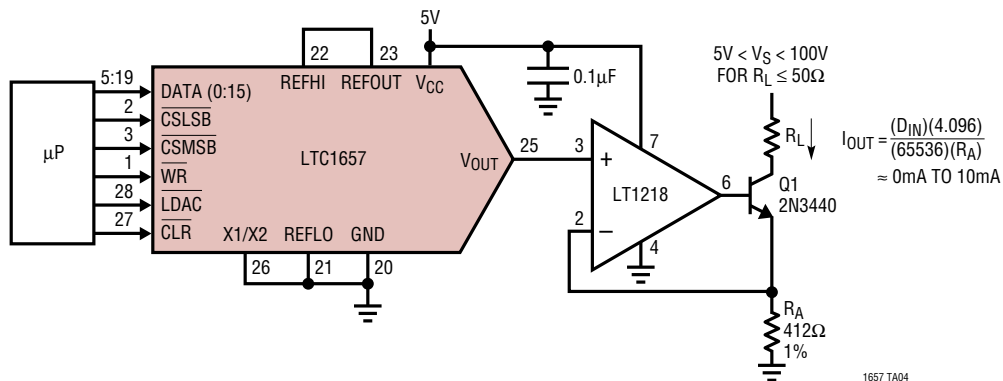 5V
22 23
5:19
REFHI REFOUT VCC
0.1µF
5V < VS < 100V
FOR RL ≤ 50Ω
DATA (0:15)
2
CSLSB
3
CSMSB
µP
1
WR
28
LDAC
27
CLR
LTC1657
VOUT
25
3
+
7
LT1218
2
−
4
6
RL
IOUT = (DIN)(4.096)
(65536)(RA)
≈ 0mA TO 10mA
Q1
2N3440
X1/X2 REFLO GND
26 21 20
RA
412Ω
1%
1657 TA04